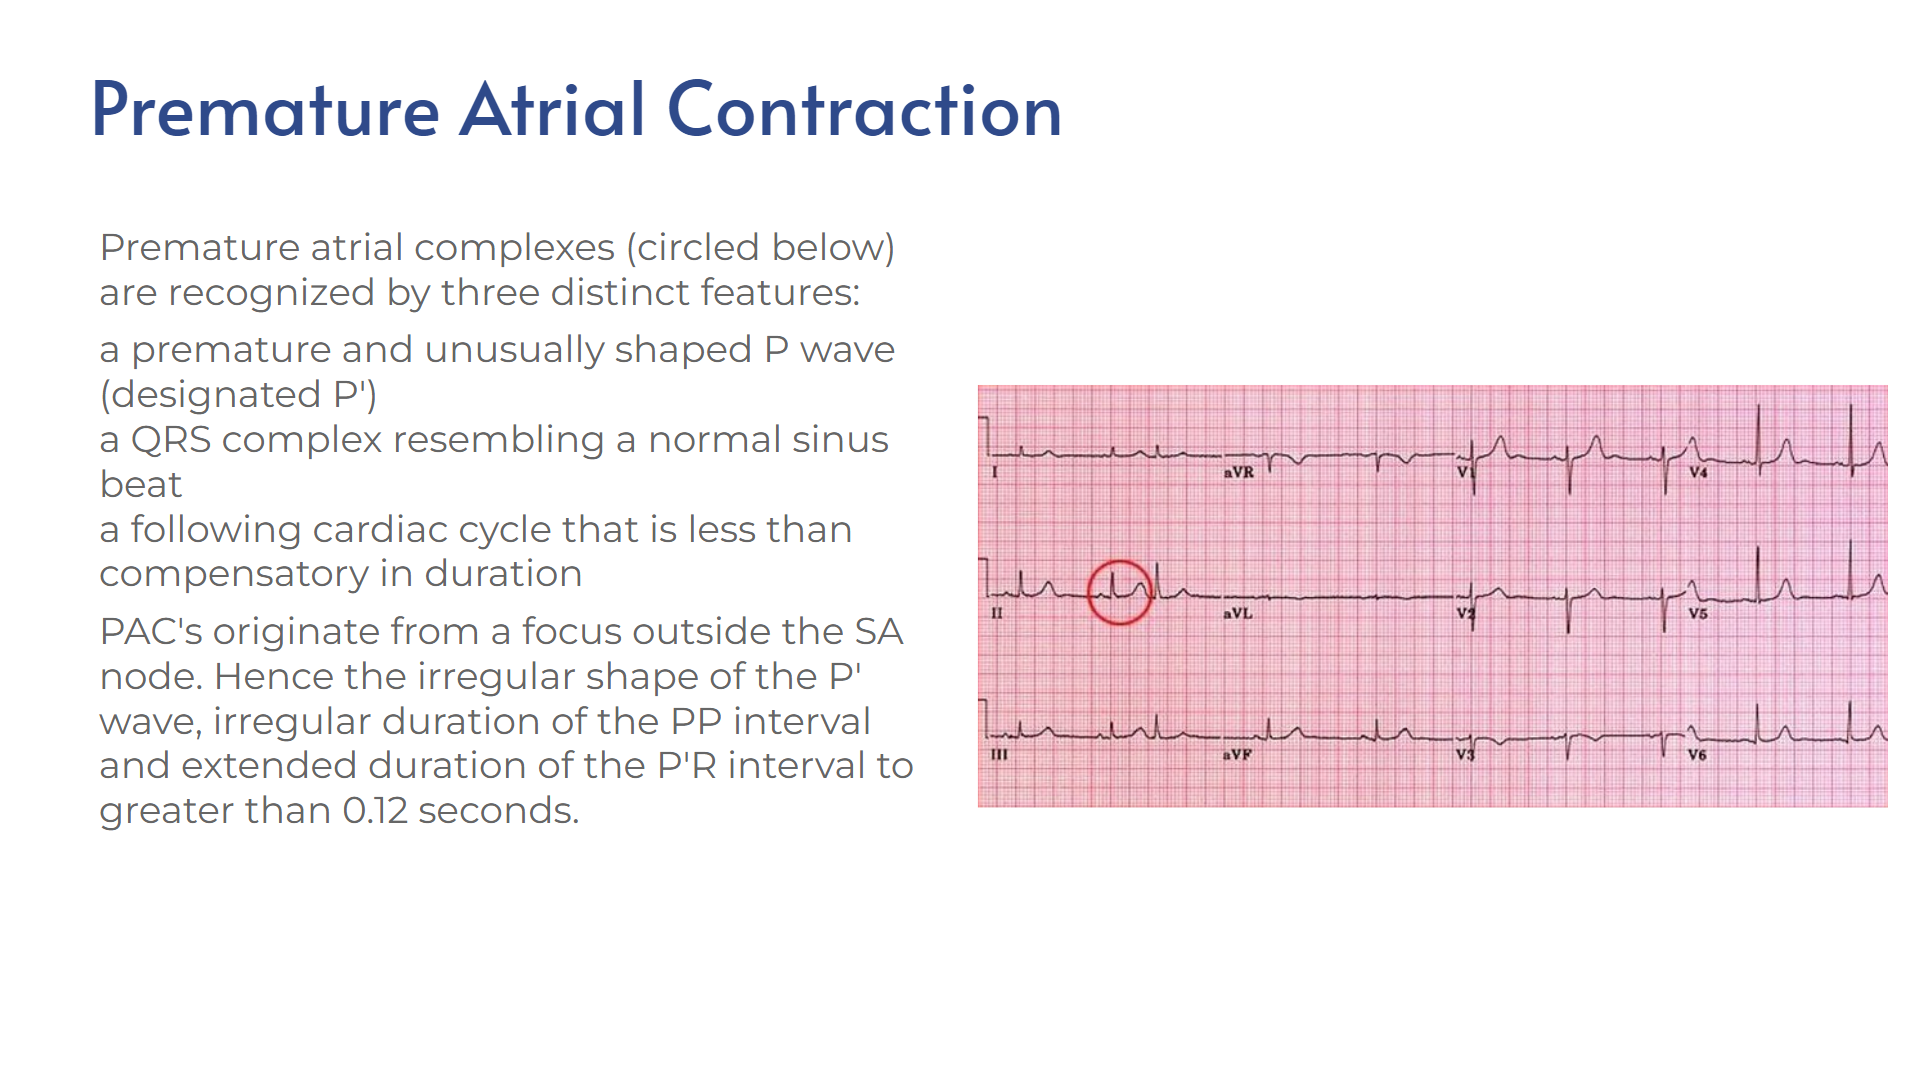 Premature Atrial Contraction
Premature atrial complexes (circled below)
are recognized by three distinct features:
a premature and unusually shaped P wave
(designated P')
a QRS complex resembling a normal sinus
beat
a following cardiac cycle that is less than
compensatory in duration
PAC's originate from a focus outside the SA
node. Hence the irregular shape of the P'
wave, irregular duration of the PP interval
and extended duration of the P'R interval to
greater than 0.12 seconds.
I aVR V1 V4
II aVL V2 V5
III aVF V3 V6